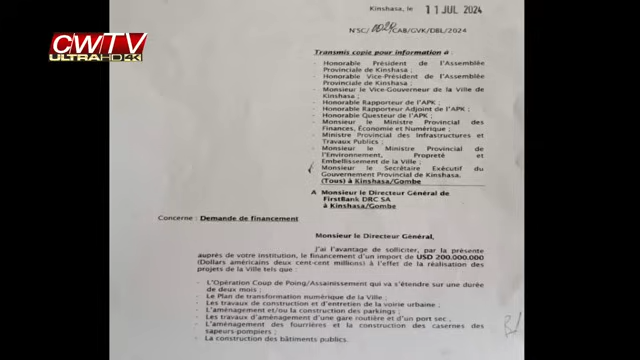 CWTV
ULTRAHD4K
Kinshasa, le 11 JUL 2024
N°SC/1024/CAB/GVK/DBL/2024
Transmis copie pour information à :
- Honorable Président de l'Assemblée
Provinciale de Kinshasa ;
- Honorable Vice-Président de l'Assemblée
Provinciale de Kinshasa ;
- Monsieur le Vice-Gouverneur de la Ville de
Kinshasa ;
- Honorable Rapporteur de l'APK ;
- Honorable Rapporteur Adjoint de l'APK ;
- Honorable Questeur de l'APK ;
- Monsieur le Ministre Provincial des
Finances, Économie et Numérique ;
- Ministre Provincial des Infrastructures et
Travaux Publics ;
- Monsieur le Ministre Provincial de
l'Environnement, Propreté et
Embellissement de la Ville ;
- Monsieur le Secrétaire Exécutif du
Gouvernement Provincial de Kinshasa.
(Tous) à Kinshasa/Gombe
A Monsieur le Directeur Général de
FirstBank DRC SA
à Kinshasa/Gombe
Concerne : Demande de financement
Monsieur le Directeur Général,
J'ai l'avantage de solliciter, par la présente
auprès de votre institution, le financement d'un import de USD 200.000.000
(Dollars américains deux cent-cent millions) à l'effet de la réalisation des
projets de la Ville tels que :
- L'Opération Coup de Poing/Assainissement qui va s'étendre sur une durée
de deux mois ;
- Le Plan de transformation numérique de la Ville ;
- Les travaux de construction et d'entretien de la voirie urbaine ;
- L'aménagement et/ou la construction des parkings ;
- Les travaux d'aménagement d'une gare routière et d'un port sec ;
- L'aménagement des fourrières et la construction des casernes des
sapeurs-pompiers ;
- La construction des bâtiments publics.